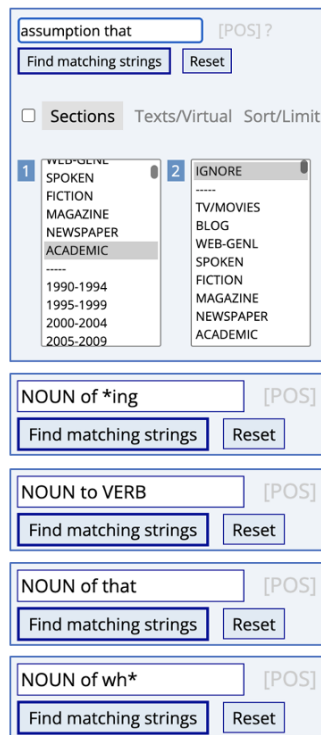 assumption that [POS] ?
Find matching strings Reset
Sections Texts/Virtual Sort/Limit
1
WEB-GENL
SPOKEN
FICTION
MAGAZINE
NEWSPAPER
ACADEMIC
-----
1990-1994
1995-1999
2000-2004
2005-2009
2
IGNORE
-----
TV/MOVIES
BLOG
WEB-GENL
SPOKEN
FICTION
MAGAZINE
NEWSPAPER
ACADEMIC
NOUN of *ing [POS]
Find matching strings Reset
NOUN to VERB [POS]
Find matching strings Reset
NOUN of that [POS]
Find matching strings Reset
NOUN of wh* [POS]
Find matching strings Reset